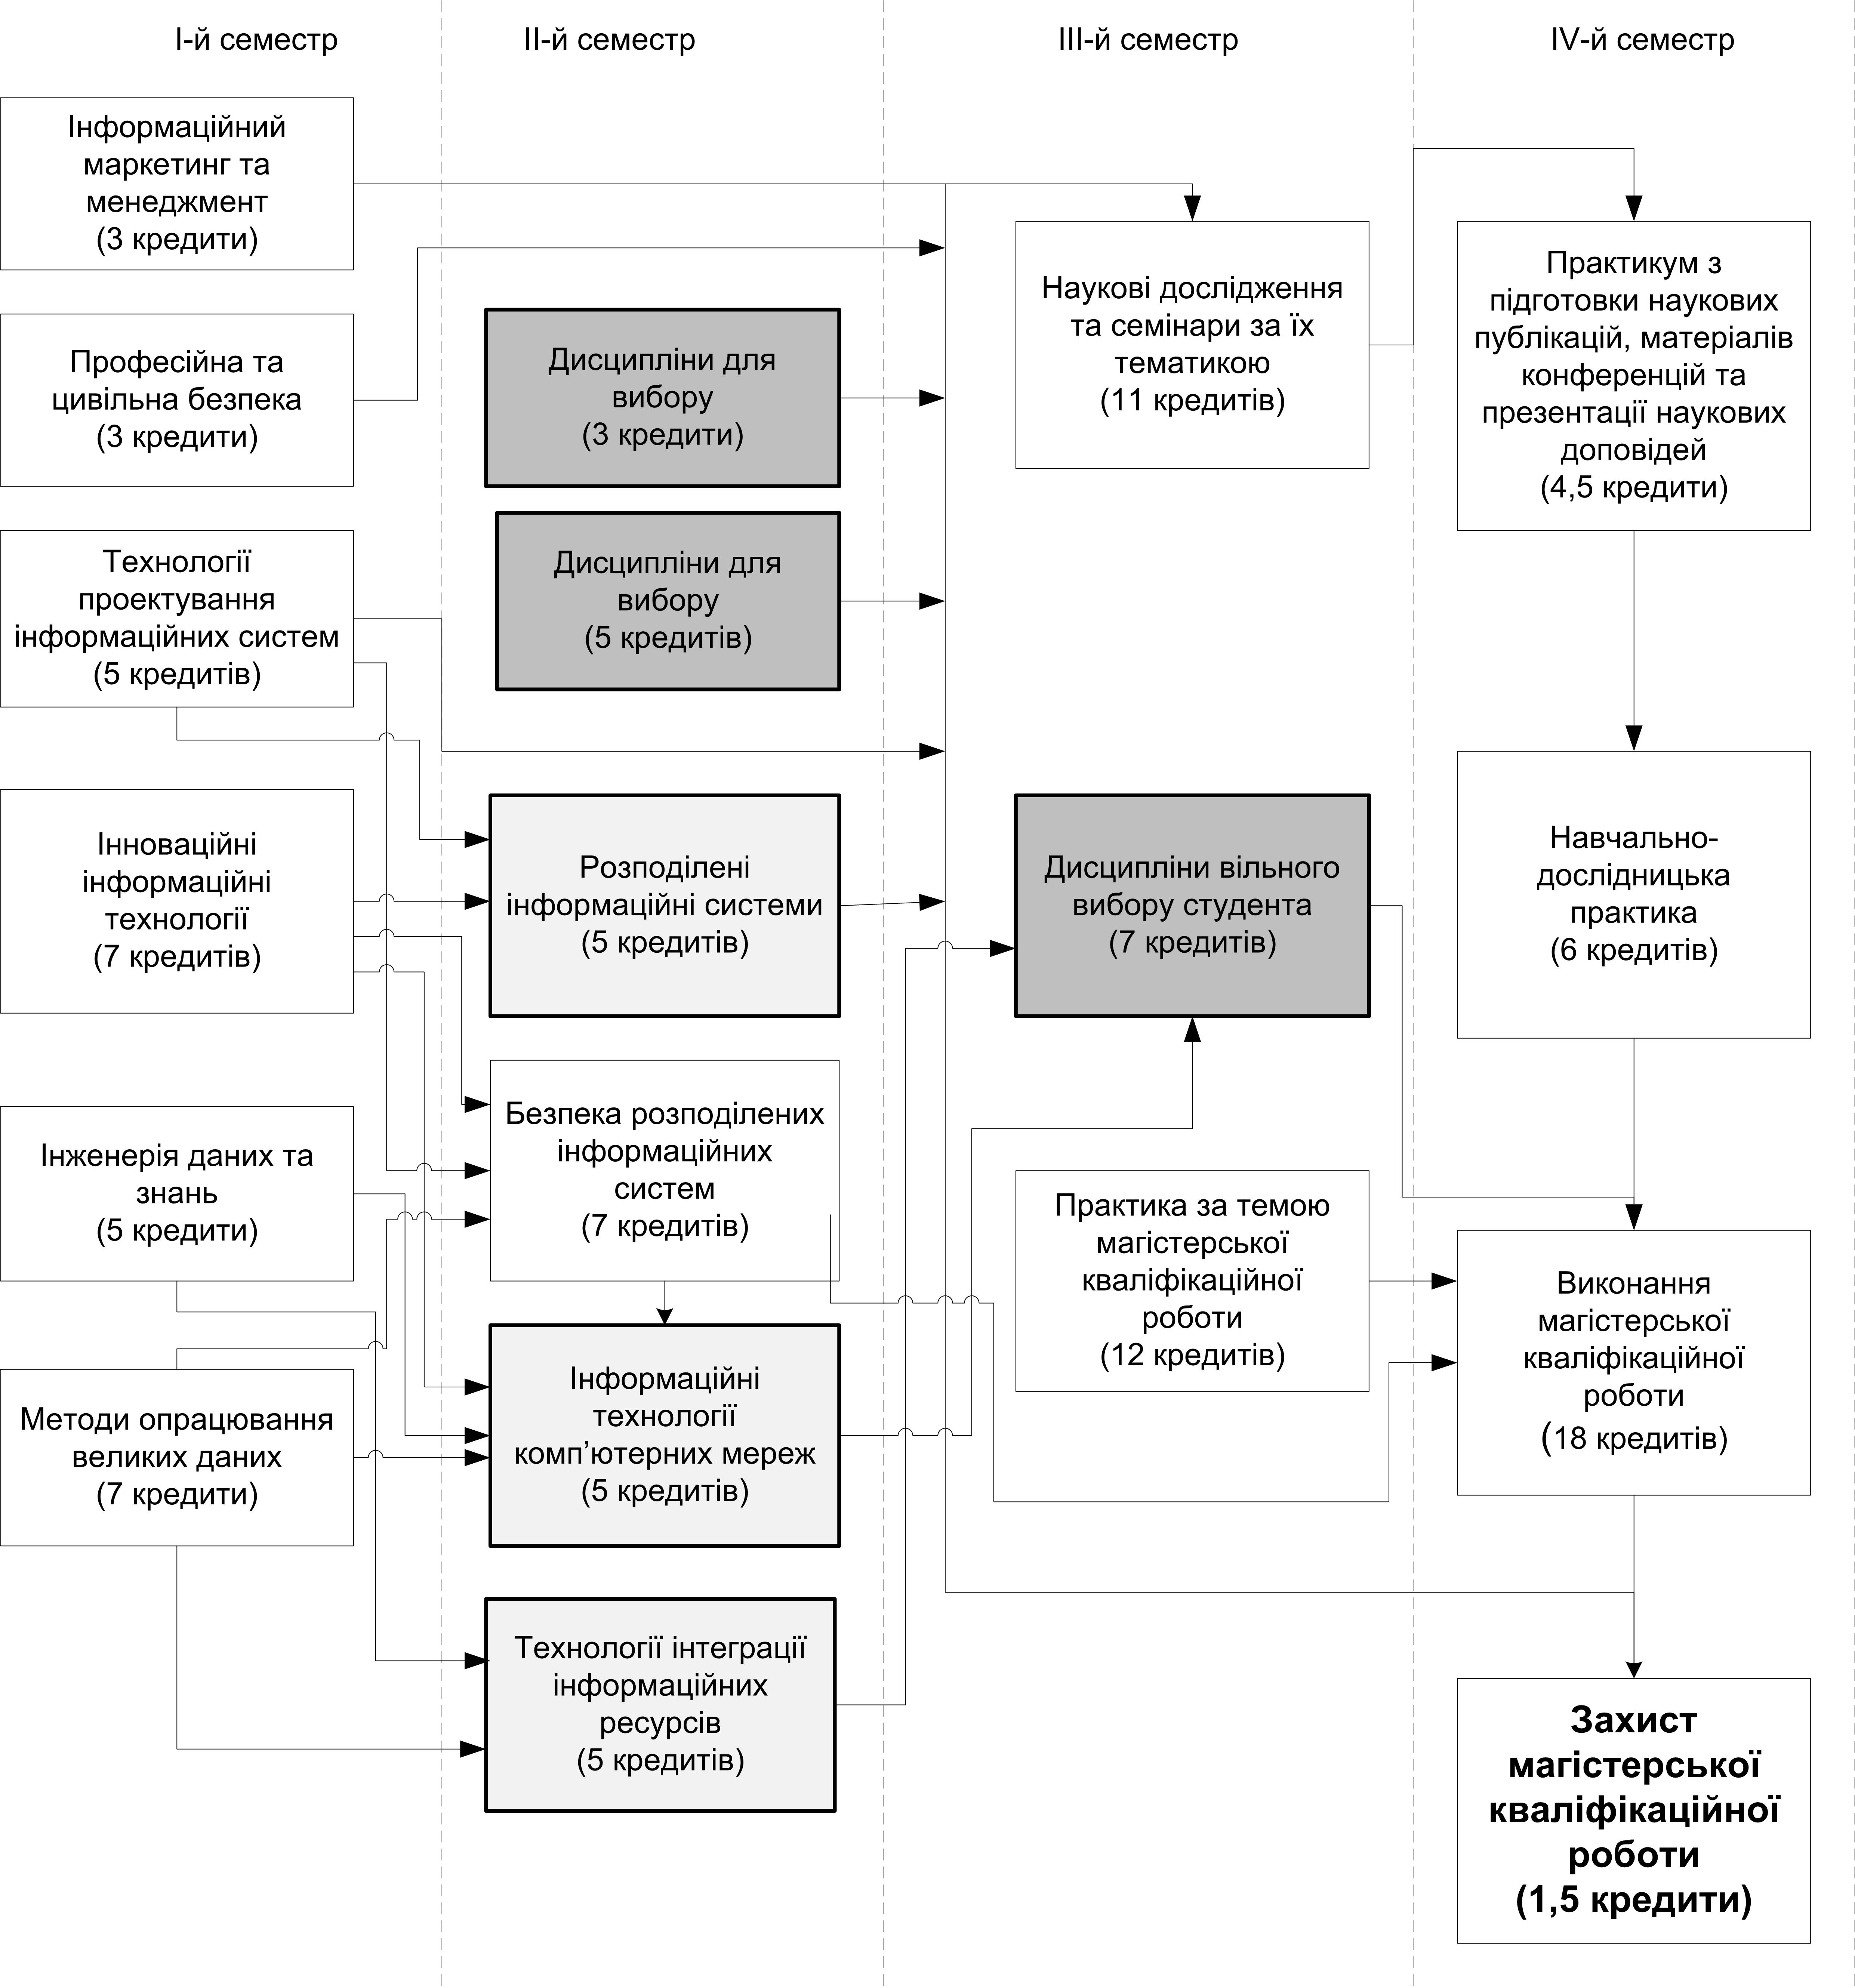 І-й семестр
ІІ-й семестр
ІІІ-й семестр
IV-й семестр
Інформаційний
маркетинг та
менеджмент
(3 кредити)
Професійна та
цивільна безпека
(3 кредити)
Технології
проектування
інформаційних систем
(5 кредитів)
Інноваційні
інформаційні
технології
(7 кредитів)
Інженерія даних та
знань
(5 кредити)
Методи опрацювання
великих даних
(7 кредити)
Дисципліни для
вибору
(3 кредити)
Дисципліни для
вибору
(5 кредитів)
Розподілені
інформаційні системи
(5 кредитів)
Безпека розподілених
інформаційних
систем
(7 кредитів)
Інформаційні
технології
комп’ютерних мереж
(5 кредитів)
Технології інтеграції
інформаційних
ресурсів
(5 кредитів)
Наукові дослідження
та семінари за їх
тематикою
(11 кредитів)
Дисципліни вільного
вибору студента
(7 кредитів)
Практика за темою
магістерської
кваліфікаційної
роботи
(12 кредитів)
Практикум з
підготовки наукових
публікацій, матеріалів
конференцій та
презентації наукових
доповідей
(4,5 кредити)
Навчально-
дослідницька
практика
(6 кредитів)
Виконання
магістерської
кваліфікаційної
роботи
(18 кредитів)
Захист
магістерської
кваліфікаційної
роботи
(1,5 кредити)